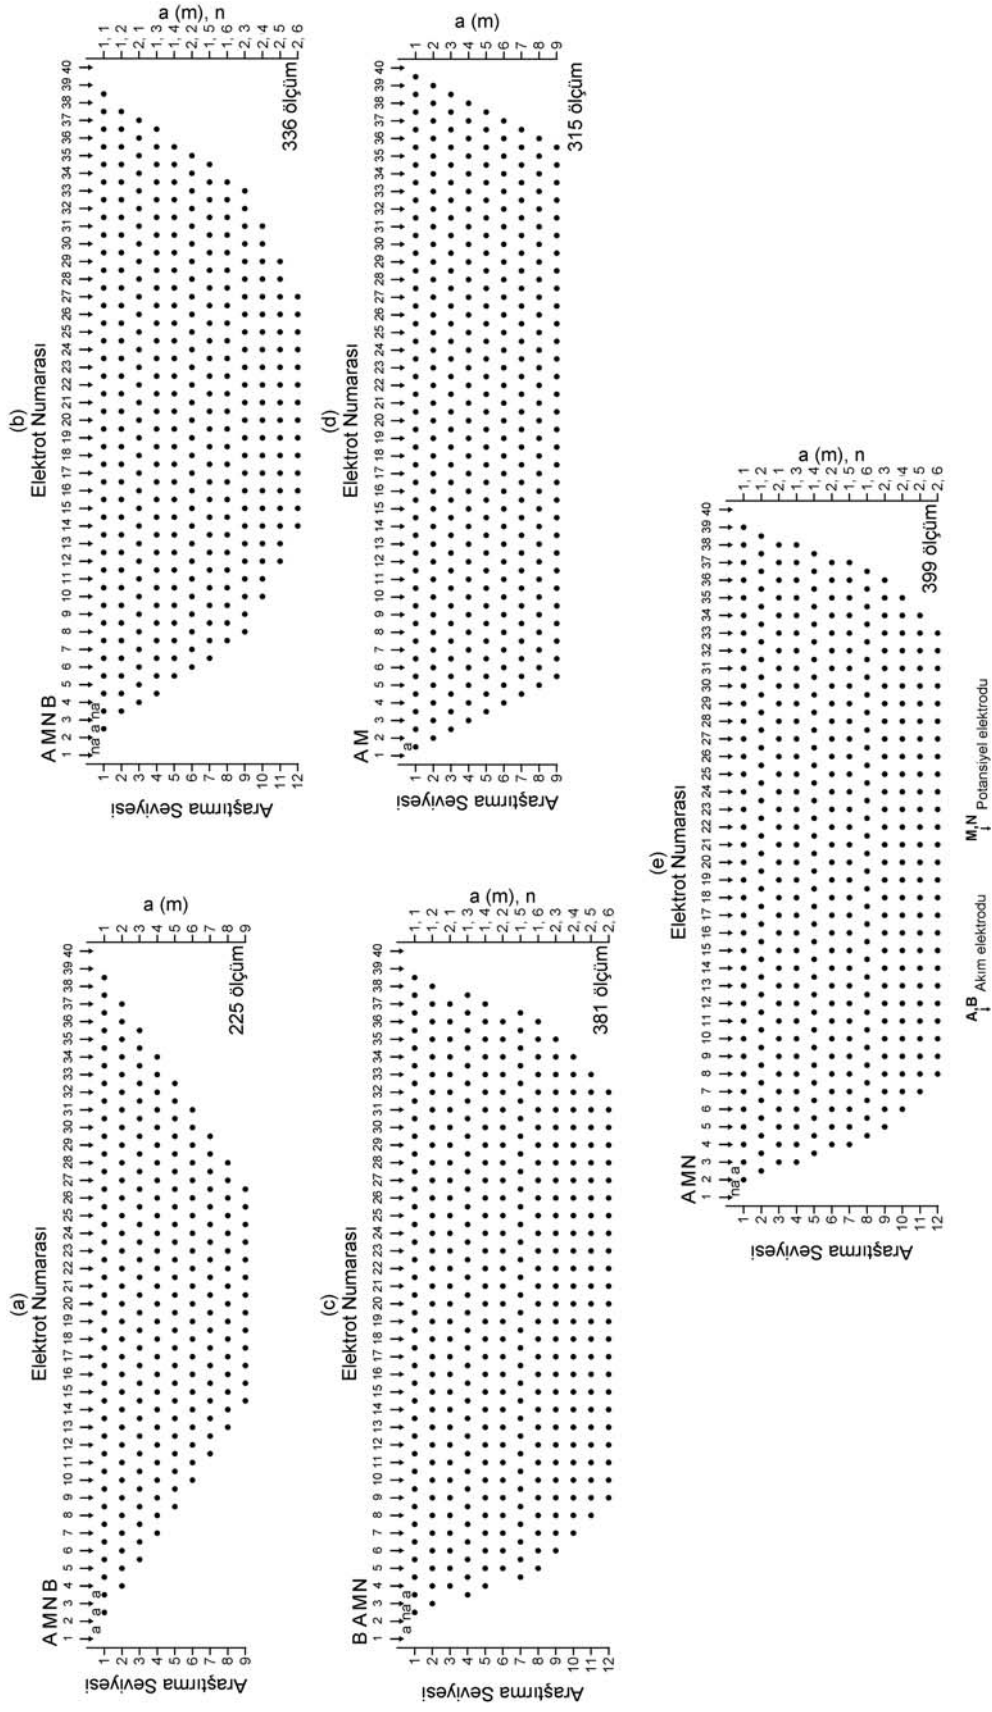 (a)
Elektrot Numarası
A M N B
1 2 3 4 5 6 7 8 9 10 11 12 13 14 15 16 17 18 19 20 21 22 23 24 25 26 27 28 29 30 31 32 33 34 35 36 37 38 39 40
a a a
a (m)
Araştırma Seviyesi
1 1
2 2
3 3
4 4
5 5
6 6
7 7
8 8
9 9
225 ölçüm
(b)
Elektrot Numarası
A M N B
1 2 3 4 5 6 7 8 9 10 11 12 13 14 15 16 17 18 19 20 21 22 23 24 25 26 27 28 29 30 31 32 33 34 35 36 37 38 39 40
na a na
a (m), n
Araştırma Seviyesi
1 1, 1
2 1, 2
3 2, 1
4 1, 3
5 1, 4
6 2, 2
7 1, 5
8 1, 6
9 2, 3
10 2, 4
11 2, 5
12 2, 6
336 ölçüm
(c)
Elektrot Numarası
B A M N
1 2 3 4 5 6 7 8 9 10 11 12 13 14 15 16 17 18 19 20 21 22 23 24 25 26 27 28 29 30 31 32 33 34 35 36 37 38 39 40
a na a
a (m), n
Araştırma Seviyesi
1 1, 1
2 1, 2
3 2, 1
4 1, 3
5 1, 4
6 2, 2
7 1, 5
8 1, 6
9 2, 3
10 2, 4
11 2, 5
12 2, 6
381 ölçüm
(d)
Elektrot Numarası
A M
1 2 3 4 5 6 7 8 9 10 11 12 13 14 15 16 17 18 19 20 21 22 23 24 25 26 27 28 29 30 31 32 33 34 35 36 37 38 39 40
a
a (m)
Araştırma Seviyesi
1 1
2 2
3 3
4 4
5 5
6 6
7 7
8 8
9 9
315 ölçüm
(e)
Elektrot Numarası
A M N
1 2 3 4 5 6 7 8 9 10 11 12 13 14 15 16 17 18 19 20 21 22 23 24 25 26 27 28 29 30 31 32 33 34 35 36 37 38 39 40
na a
a (m), n
Araştırma Seviyesi
1 1, 1
2 1, 2
3 2, 1
4 1, 3
5 1, 4
6 2, 2
7 1, 5
8 1, 6
9 2, 3
10 2, 4
11 2, 5
12 2, 6
399 ölçüm
A,B Akım elektrodu M,N Potansiyel elektrodu